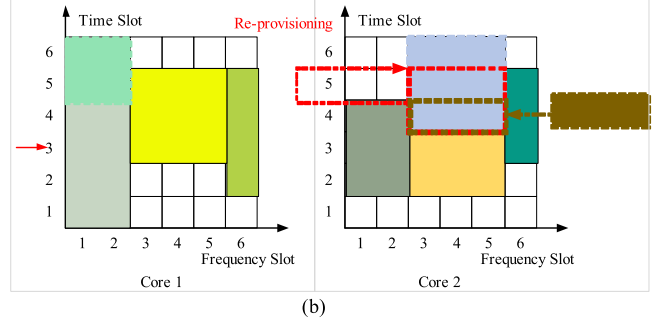 Time Slot
Re-provisioning
Time Slot
6
5
4
3
2
1
6
5
4
3
2
1
1 2 3 4 5 6
1 2 3 4 5 6
Frequency Slot
Frequency Slot
Core 1
Core 2
(b)